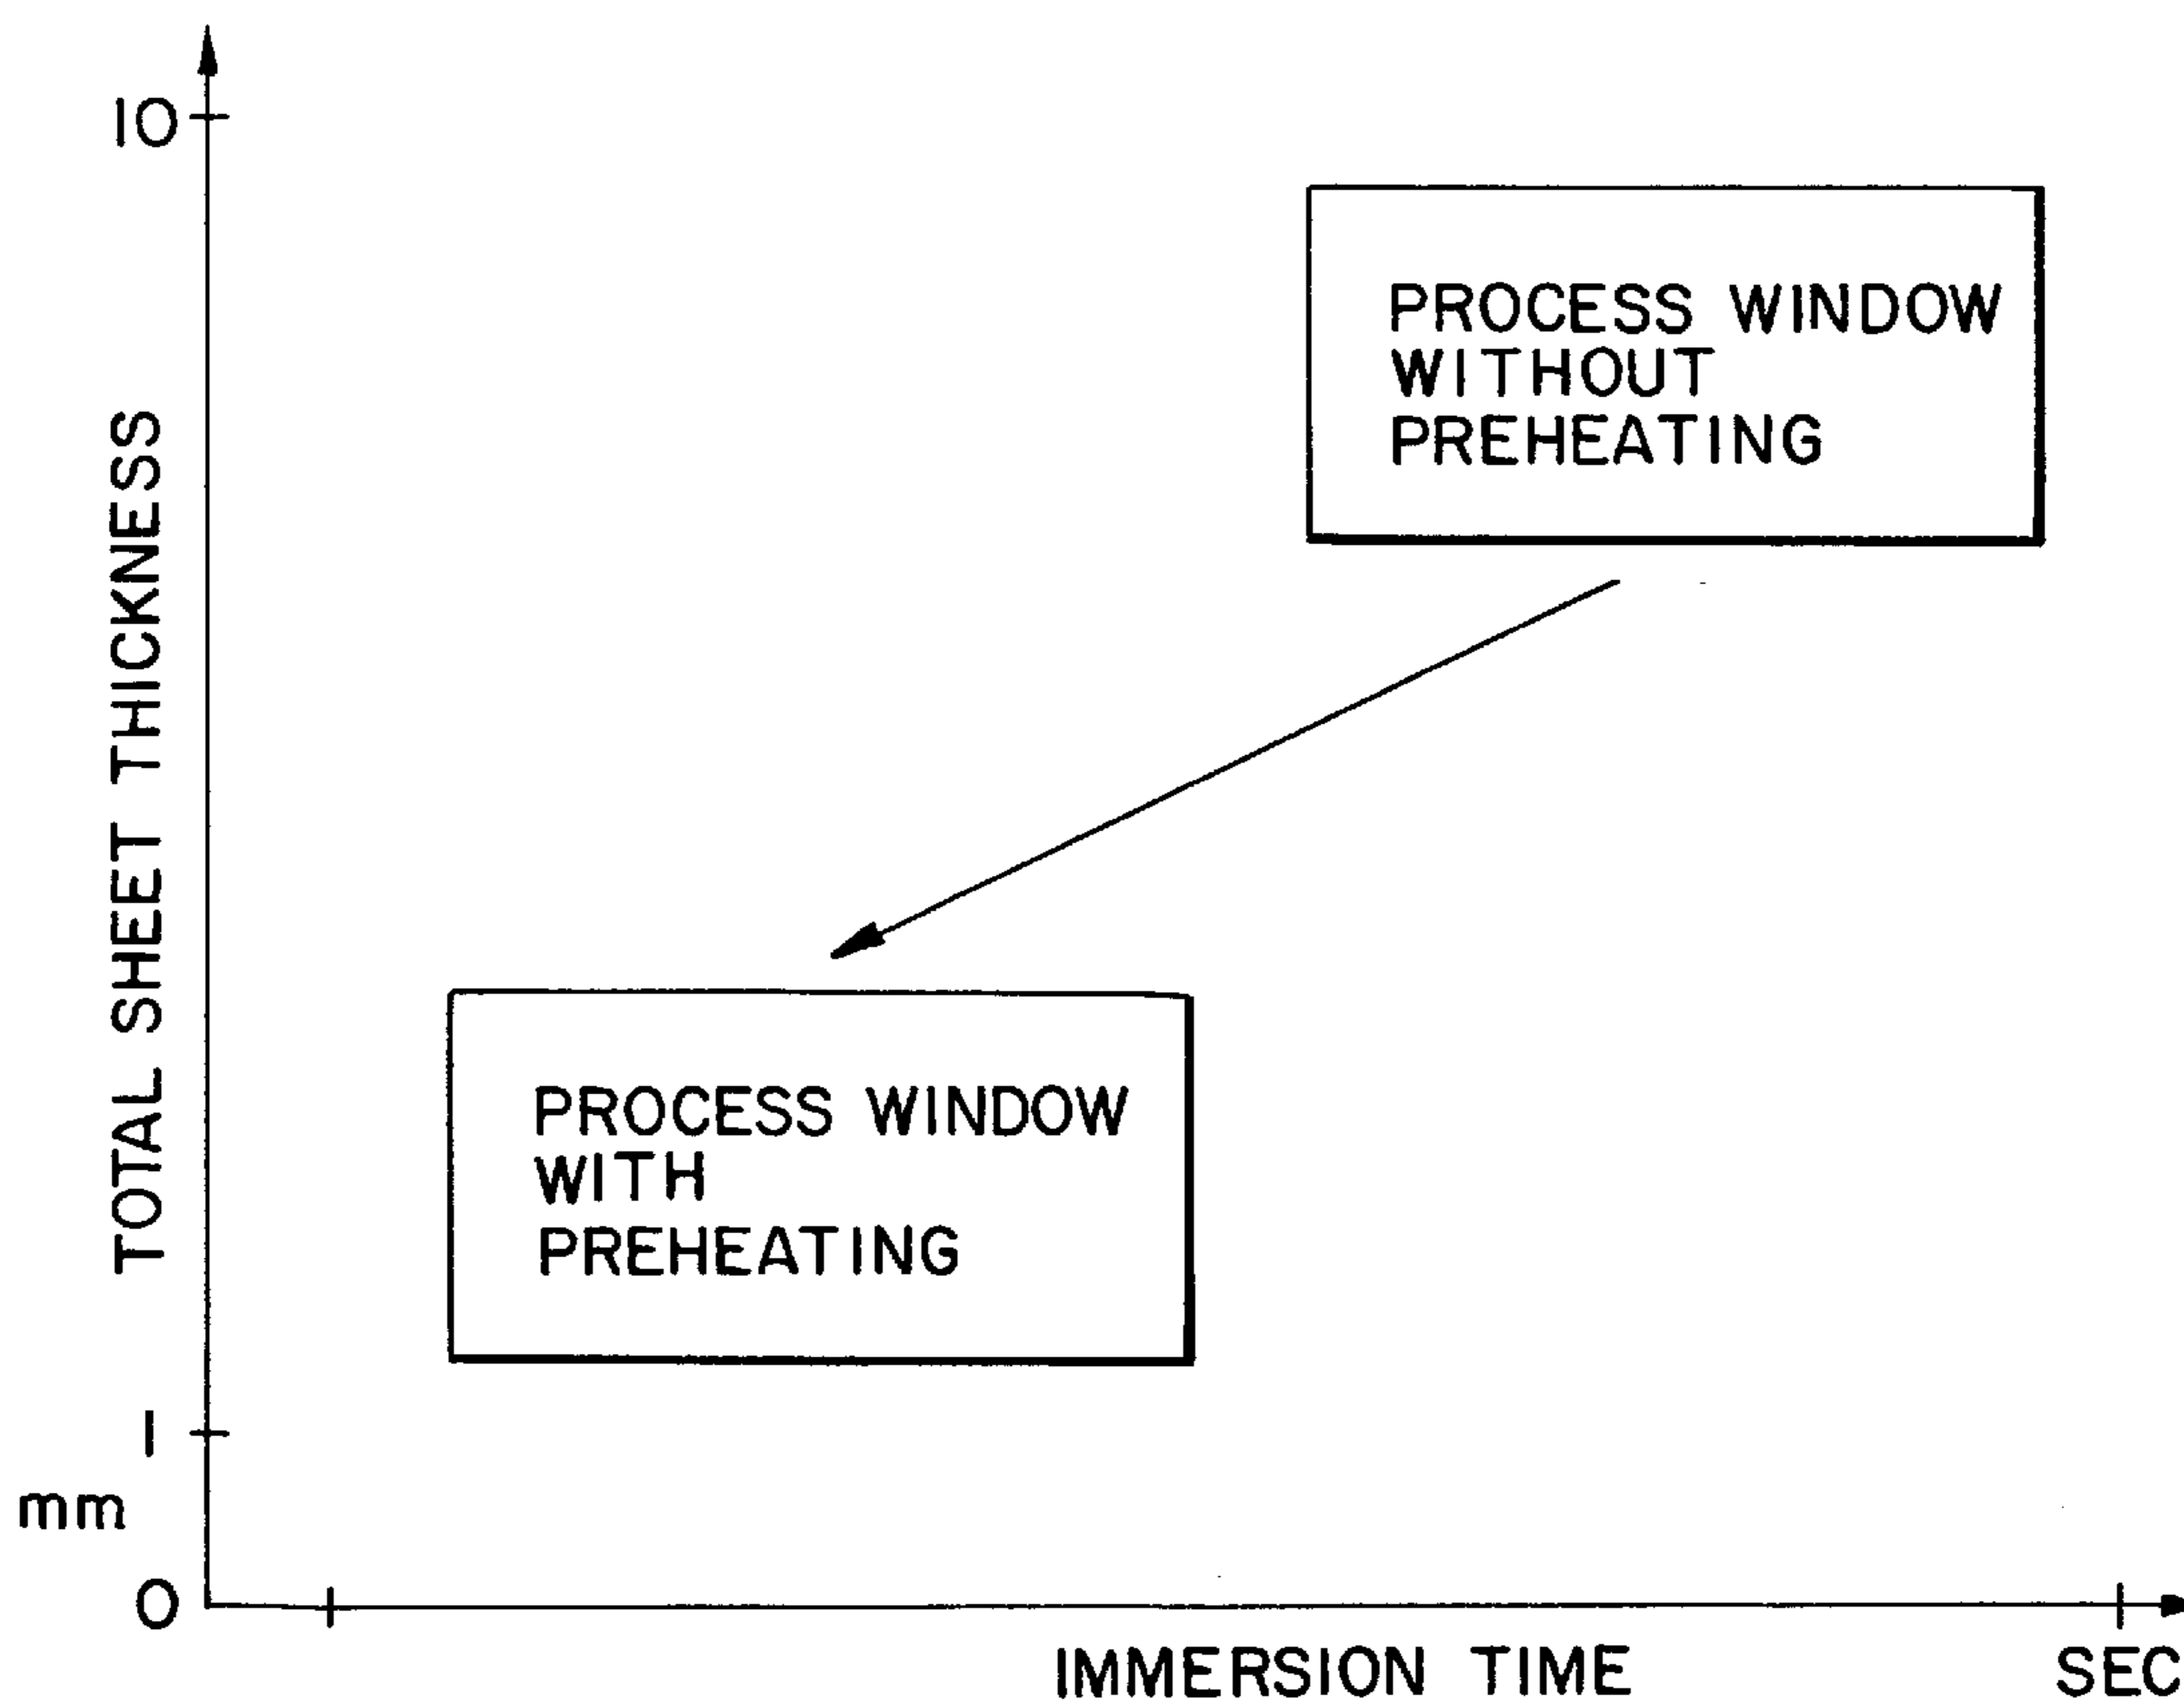 10
PROCESS WINDOW
WITHOUT
PREHEATING
TOTAL SHEET THICKNESS
PROCESS WINDOW
WITH
PREHEATING
1
mm
0
IMMERSION TIME
SEC